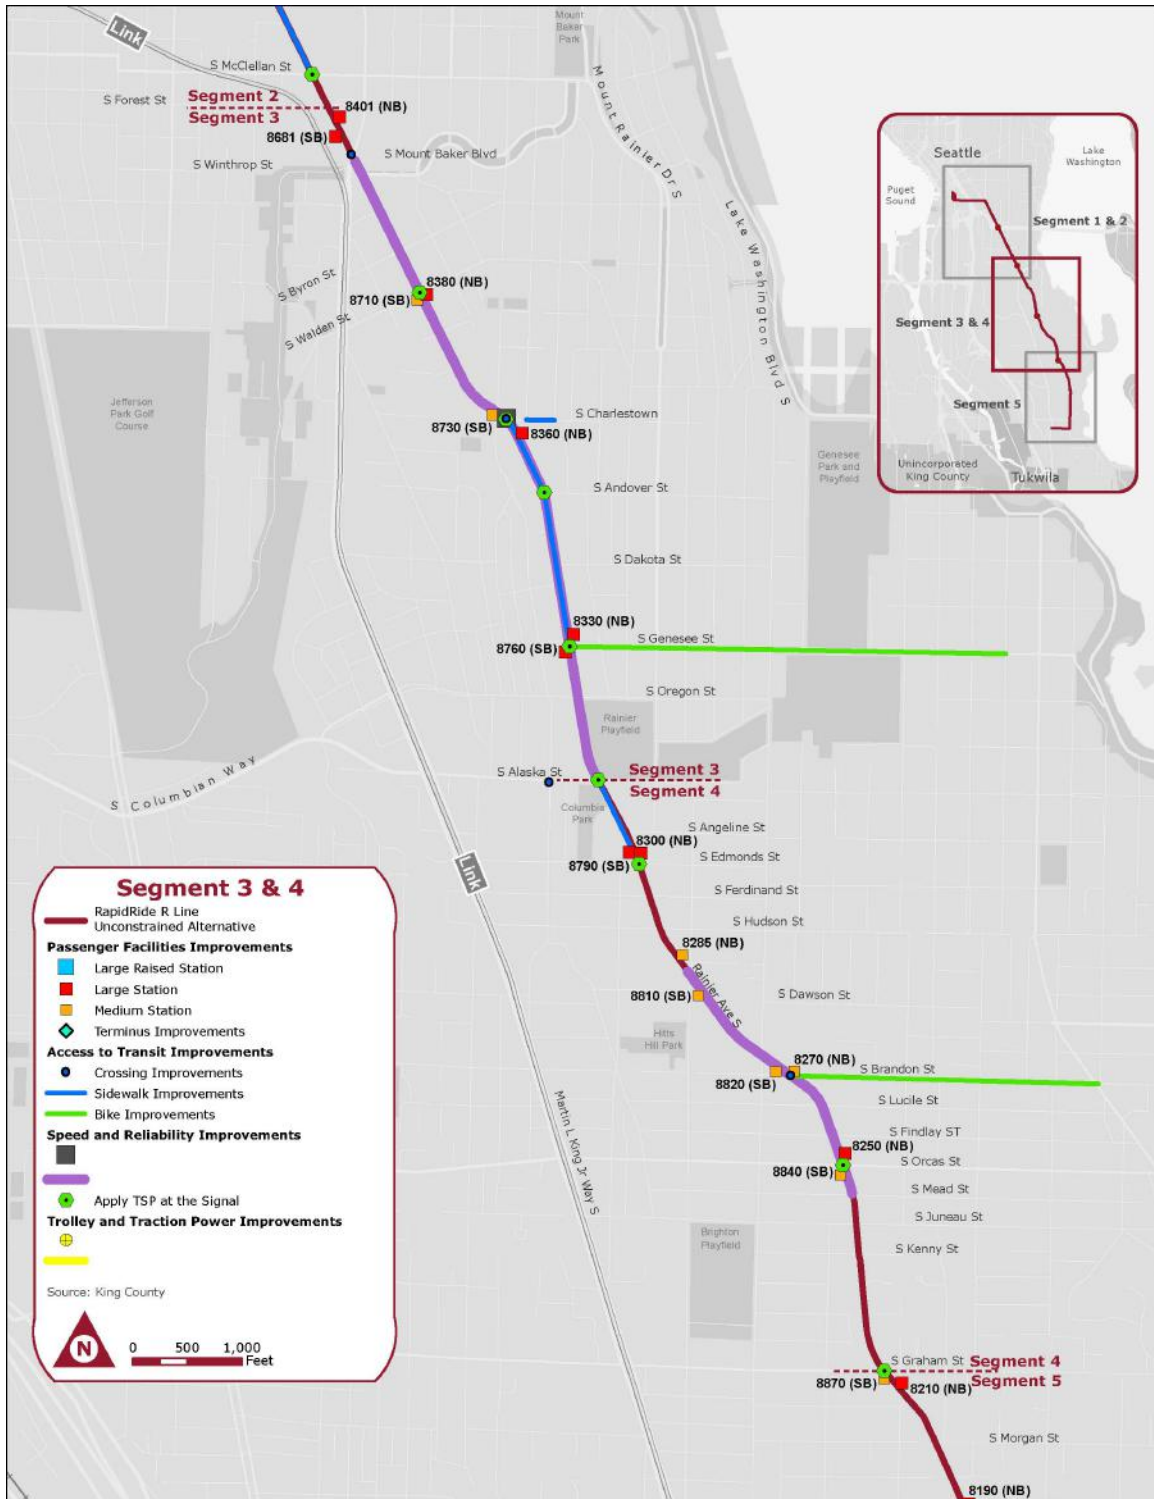 Mount
Baker
Park
Link
S McClellan St
S Forest St
Segment 2
Segment 3
8401 (NB)
8681 (SB)
S Mount Baker Blvd
S Winthrop St
Mount Rainier Dr S
Lake Washington Blvd S
S Byron St
8380 (NB)
8710 (SB)
S Walden St
Jefferson
Park Golf
Course
S Charlestown
8730 (SB)
8360 (NB)
Genesee
Park and
Playfield
S Andover St
S Dakota St
8330 (NB)
S Genesee St
8760 (SB)
S Oregon St
Rainier
Playfield
S Columbian Way
S Alaska St
Segment 3
Segment 4
Columbia
Park
S Angeline St
8300 (NB)
8790 (SB)
S Edmonds St
Link
S Ferdinand St
S Hudson St
8285 (NB)
Rainier Ave S
8810 (SB)
S Dawson St
Hitts
Hill Park
8270 (NB)
8820 (SB)
S Brandon St
S Lucile St
Martin L King Jr Way S
S Findlay ST
8250 (NB)
S Orcas St
8840 (SB)
S Mead St
S Juneau St
Brighton
Playfield
S Kenny St
S Graham St
Segment 4
Segment 5
8870 (SB)
8210 (NB)
S Morgan St
8190 (NB)
Seattle
Lake
Washington
Puget
Sound
Segment 1 & 2
Segment 3 & 4
Segment 5
Unincorporated
King County
Tukwila
Segment 3 & 4
RapidRide R Line
Unconstrained Alternative
Passenger Facilities Improvements
Large Raised Station
Large Station
Medium Station
Terminus Improvements
Access to Transit Improvements
Crossing Improvements
Sidewalk Improvements
Bike Improvements
Speed and Reliability Improvements
Apply TSP at the Signal
Trolley and Traction Power Improvements
Source: King County
N
0 500 1,000
Feet